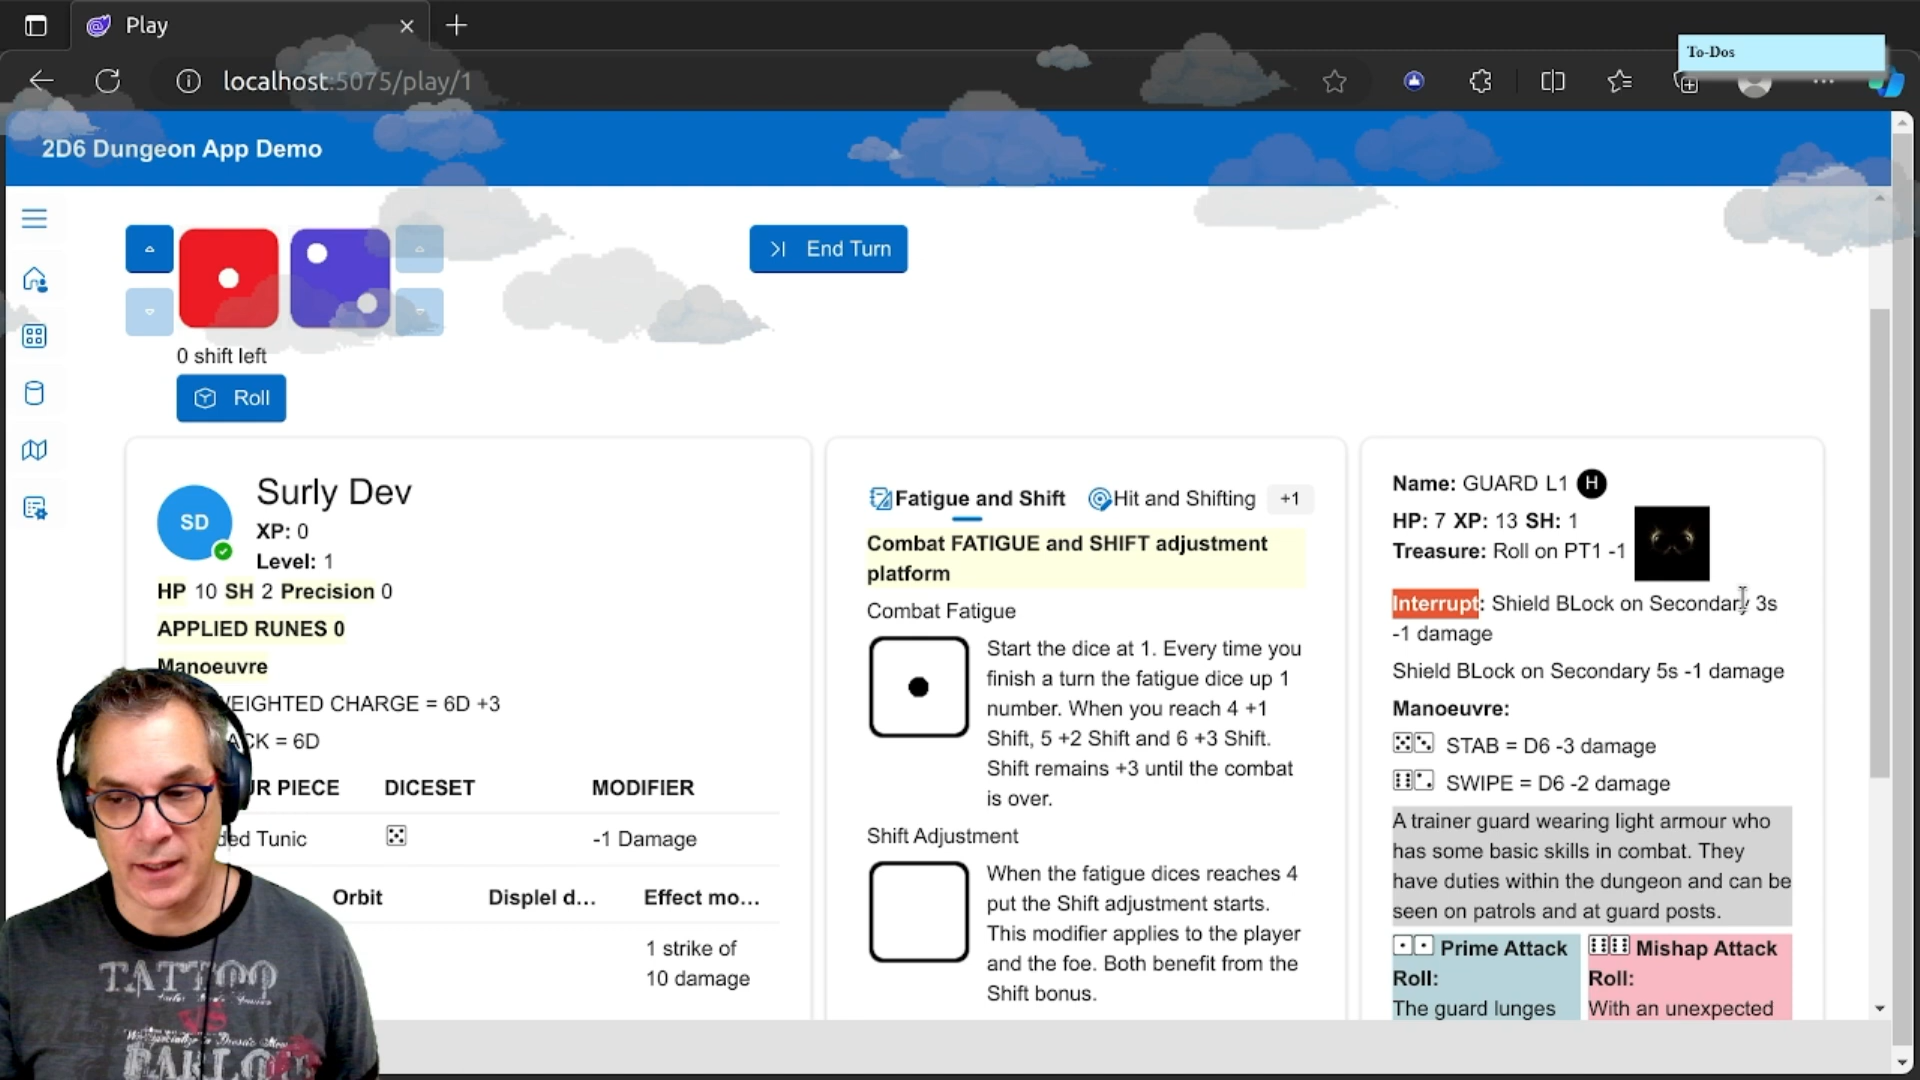 Play
To-Dos
localhost:5075/play/1
2D6 Dungeon App Demo
End Turn
0 shift left
Roll
SD
Surly Dev
XP: 0
Level: 1
HP 10 SH 2 Precision 0
APPLIED RUNES 0
Manoeuvre
WEIGHTED CHARGE = 6D +3
ACK = 6D
UR PIECE DICESET MODIFIER
ded Tunic -1 Damage
Orbit Displel d... Effect mo...
1 strike of
10 damage
Fatigue and Shift Hit and Shifting +1
Combat FATIGUE and SHIFT adjustment
platform
Combat Fatigue
Start the dice at 1. Every time you
finish a turn the fatigue dice up 1
number. When you reach 4 +1
Shift, 5 +2 Shift and 6 +3 Shift.
Shift remains +3 until the combat
is over.
Shift Adjustment
When the fatigue dices reaches 4
put the Shift adjustment starts.
This modifier applies to the player
and the foe. Both benefit from the
Shift bonus.
Name: GUARD L1 H
HP: 7 XP: 13 SH: 1
Treasure: Roll on PT1 -1
Interrupt: Shield BLock on Secondary 3s
-1 damage
Shield BLock on Secondary 5s -1 damage
Manoeuvre:
STAB = D6 -3 damage
SWIPE = D6 -2 damage
A trainer guard wearing light armour who
has some basic skills in combat. They
have duties within the dungeon and can be
seen on patrols and at guard posts.
Prime Attack
Roll:
The guard lunges
Mishap Attack
Roll:
With an unexpected
TATTOO
VS